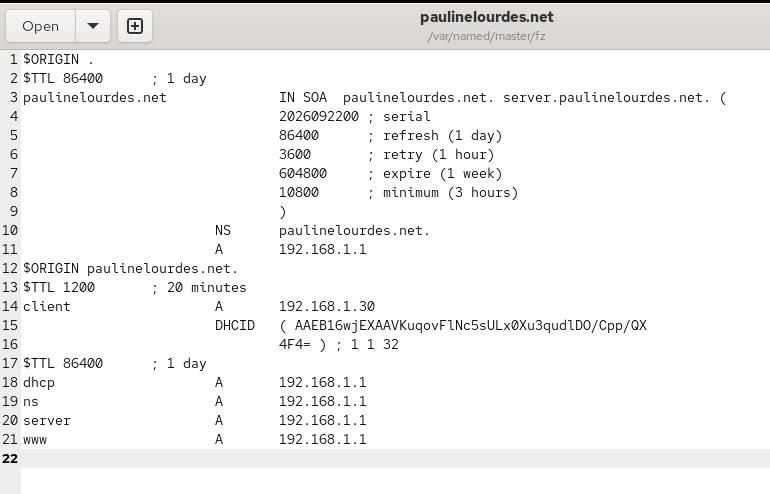 Open
paulinelourdes.net
/var/named/master/fz
1 $ORIGIN .
2 $TTL 86400      ; 1 day
3 paulinelourdes.net              IN SOA  paulinelourdes.net. server.paulinelourdes.net. (
4                                 2026092200 ; serial
5                                 86400      ; refresh (1 day)
6                                 3600       ; retry (1 hour)
7                                 604800     ; expire (1 week)
8                                 10800      ; minimum (3 hours)
9                                 )
10                         NS      paulinelourdes.net.
11                         A       192.168.1.1
12 $ORIGIN paulinelourdes.net.
13 $TTL 1200       ; 20 minutes
14 client                  A       192.168.1.30
15                         DHCID   ( AAEB16wjEXAAVKuqovFlNc5sULx0Xu3qudlDO/Cpp/QX
16                                 4F4= ) ; 1 1 32
17 $TTL 86400      ; 1 day
18 dhcp                    A       192.168.1.1
19 ns                      A       192.168.1.1
20 server                  A       192.168.1.1
21 www                     A       192.168.1.1
22